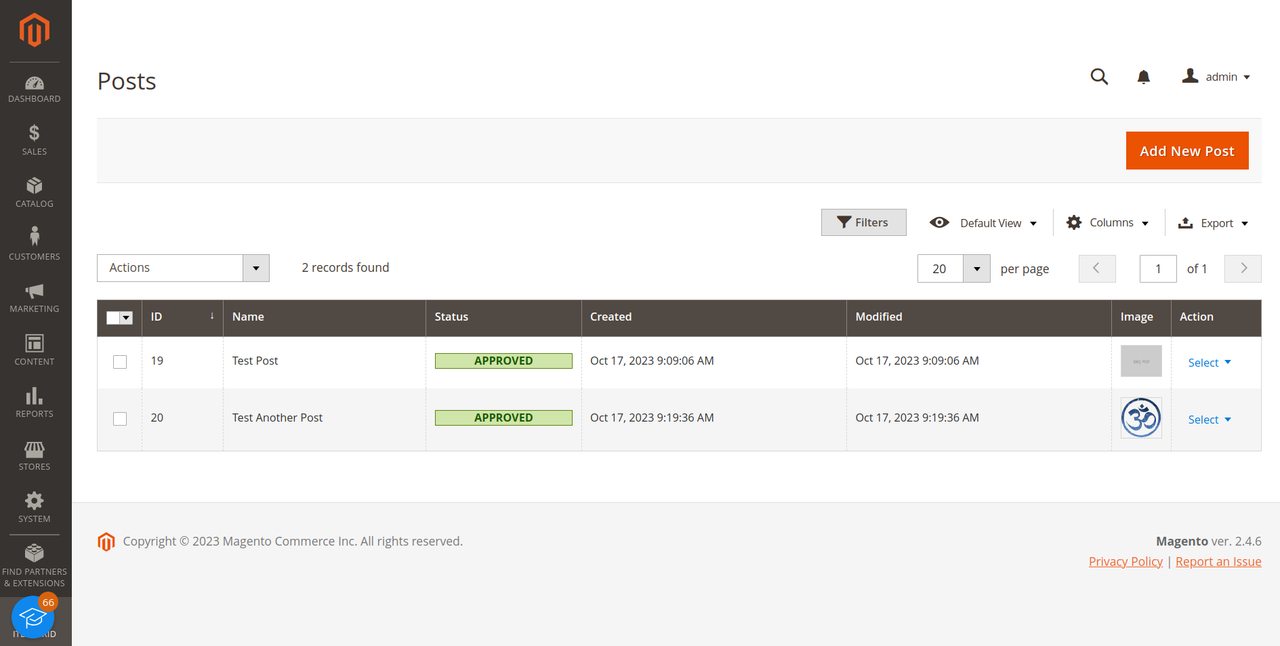 Posts
admin
DASHBOARD
SALES
CATALOG
CUSTOMERS
MARKETING
CONTENT
REPORTS
STORES
SYSTEM
FIND PARTNERS
& EXTENSIONS
66
Add New Post
Filters
Default View
Columns
Export
Actions
2 records found
20
per page
1
of 1
ID ↓ Name Status Created Modified Image Action
19 Test Post APPROVED Oct 17, 2023 9:09:06 AM Oct 17, 2023 9:09:06 AM Select
20 Test Another Post APPROVED Oct 17, 2023 9:19:36 AM Oct 17, 2023 9:19:36 AM Select
Copyright © 2023 Magento Commerce Inc. All rights reserved.
Magento ver. 2.4.6
Privacy Policy | Report an Issue